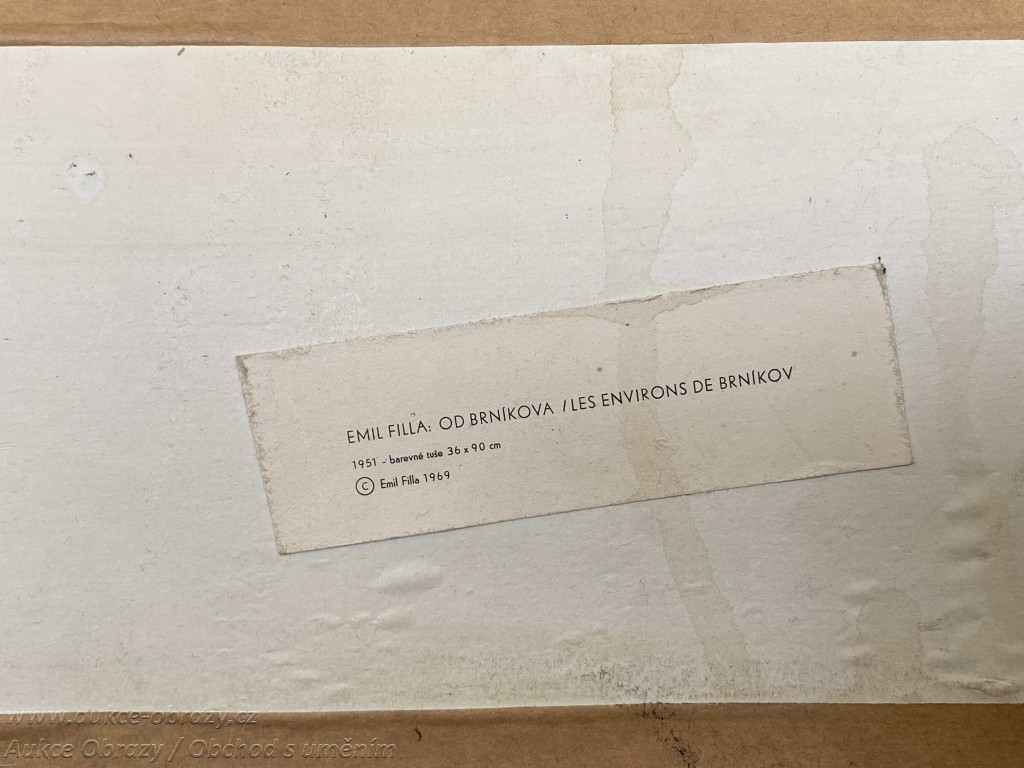 EMIL FILLA: OD BRNÍKOVA / LES ENVIRONS DE BRNÍKOV
1951 - barevné tuše 36 x 90 cm
© Emil Filla 1969
www.aukce-obrazy.cz
Aukce Obrazy / Obchod s uměním